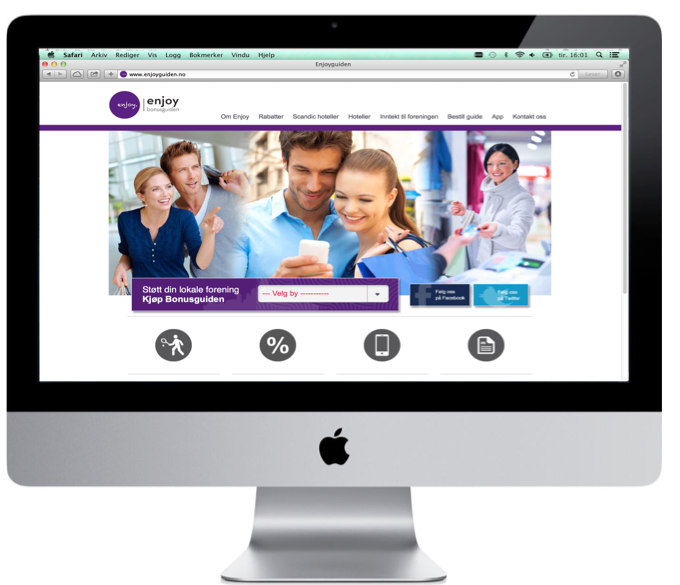 Safari Arkiv Rediger Vis Logg Bokmerker Vindu Hjelp tir. 16:01
Enjoyguiden
www.enjoyguiden.no
enjoy.
enjoy
bonusguiden
Om Enjoy Rabatter Scandic hoteller Hoteller Inntekt til foreningen Bestill guide App Kontakt oss
Støtt din lokale forening
Kjøp Bonusguiden
--- Velg by -----------
Følg oss
på Facebook
Følg oss
på Twitter
%